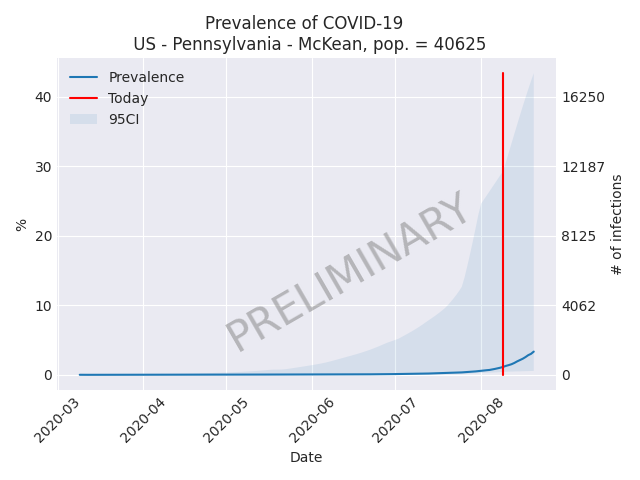 Prevalence of COVID-19
US - Pennsylvania - McKean, pop. = 40625
Prevalence
Today
95CI
PRELIMINARY
%
40
30
20
10
0
16250
12187
8125
4062
0
# of infections
2020-03
2020-04
2020-05
2020-06
2020-07
2020-08
Date